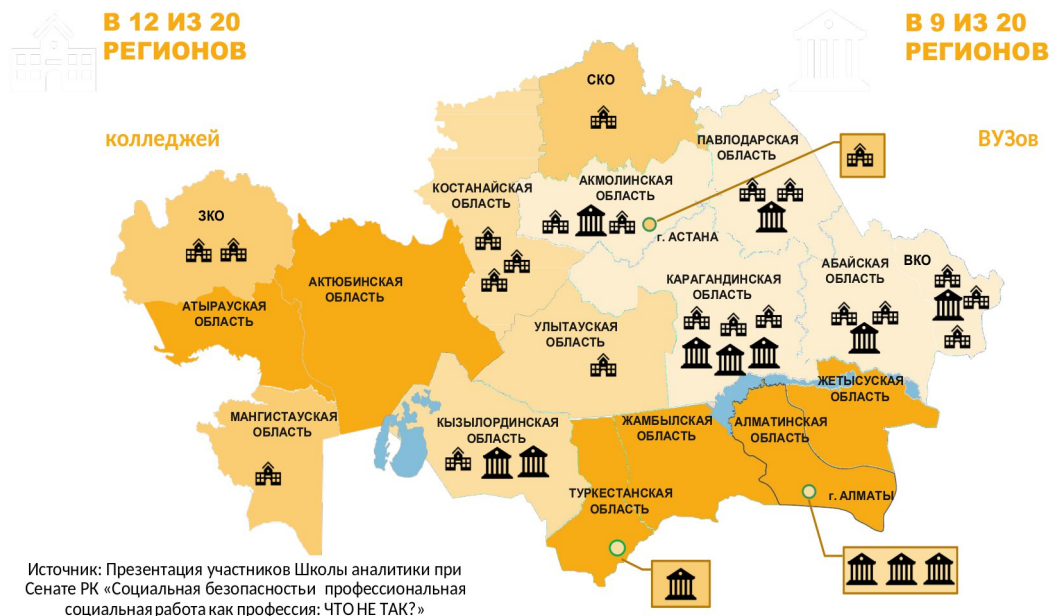 В 12 ИЗ 20
РЕГИОНОВ
В 9 ИЗ 20
РЕГИОНОВ
колледжей
ВУЗов
СКО
ПАВЛОДАРСКАЯ
ОБЛАСТЬ
КОСТАНАЙСКАЯ
ОБЛАСТЬ
АКМОЛИНСКАЯ
ОБЛАСТЬ
г. АСТАНА
ЗКО
АКТЮБИНСКАЯ
ОБЛАСТЬ
АТЫРАУСКАЯ
ОБЛАСТЬ
КАРАГАНДИНСКАЯ
ОБЛАСТЬ
АБАЙСКАЯ
ОБЛАСТЬ
ВКО
УЛЫТАУСКАЯ
ОБЛАСТЬ
ЖЕТЫСУСКАЯ
ОБЛАСТЬ
МАНГИСТАУСКАЯ
ОБЛАСТЬ
КЫЗЫЛОРДИНСКАЯ
ОБЛАСТЬ
ЖАМБЫЛСКАЯ
ОБЛАСТЬ
АЛМАТИНСКАЯ
ОБЛАСТЬ
ТУРКЕСТАНСКАЯ
ОБЛАСТЬ
г. АЛМАТЫ
Источник: Презентация участников Школы аналитики при
Сенате РК «Социальная безопасностьи профессиональная
социальная работа как профессия: ЧТО НЕ ТАК?»